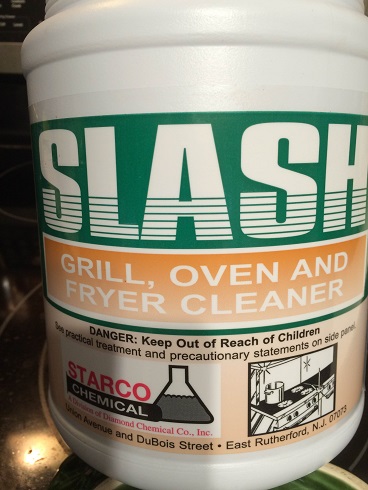 SLASH
GRILL, OVEN AND
FRYER CLEANER
DANGER: Keep Out of Reach of Children
See practical treatment and precautionary statements on side panel.
STARCO
CHEMICAL
A Division of Diamond Chemical Co., Inc.
Union Avenue and DuBois Street • East Rutherford, N.J. 07073